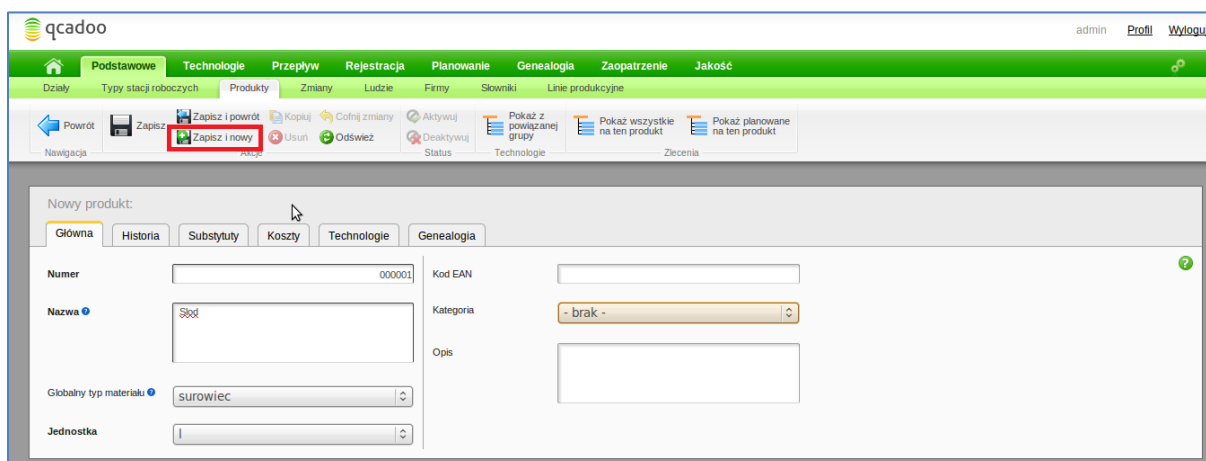 qcadoo
admin Profil Wylogu
Podstawowe Technologie Przepływ Rejestracja Planowanie Genealogia Zaopatrzenie Jakość
Działy Typy stacji roboczych Produkty Zmiany Ludzie Firmy Słowniki Linie produkcyjne
Powrót Zapisz Zapisz i powrót Kopiuj Cofnij zmiany Aktywuj Pokaż z powiązanej grupy Pokaż wszystkie na ten produkt Pokaż planowane na ten produkt
Zapisz i nowy Usuń Odśwież Deaktywuj
Nawigacja Akcje Status Technologie Zlecenia
Nowy produkt:
Główna Historia Substytuty Koszty Technologie Genealogia
Numer 000001 Kod EAN
Nazwa Słod Kategoria - brak -
Opis
Globalny typ materiału surowiec
Jednostka l